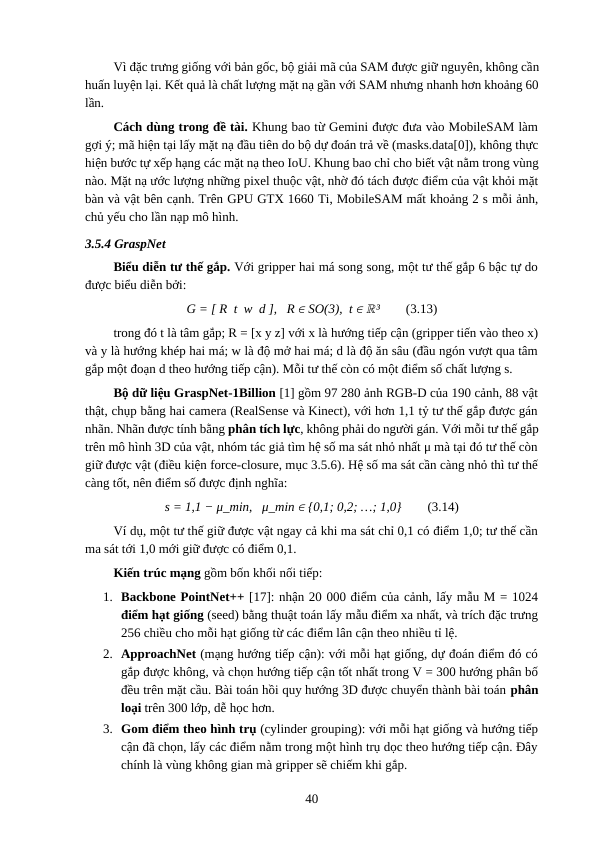 Vì đặc trưng giống với bản gốc, bộ giải mã của SAM được giữ nguyên, không cần
huấn luyện lại. Kết quả là chất lượng mặt nạ gần với SAM nhưng nhanh hơn khoảng 60
lần.
Cách dùng trong đề tài. Khung bao từ Gemini được đưa vào MobileSAM làm
gợi ý; mã hiện tại lấy mặt nạ đầu tiên do bộ dự đoán trả về (masks.data[0]), không thực
hiện bước tự xếp hạng các mặt nạ theo IoU. Khung bao chỉ cho biết vật nằm trong vùng
nào. Mặt nạ ước lượng những pixel thuộc vật, nhờ đó tách được điểm của vật khỏi mặt
bàn và vật bên cạnh. Trên GPU GTX 1660 Ti, MobileSAM mất khoảng 2 s mỗi ảnh,
chủ yếu cho lần nạp mô hình.
3.5.4 GraspNet
Biểu diễn tư thế gắp. Với gripper hai má song song, một tư thế gắp 6 bậc tự do
được biểu diễn bởi:
G = [ R t w d ], R ∈ SO(3), t ∈ ℝ³ (3.13)
trong đó t là tâm gắp; R = [x y z] với x là hướng tiếp cận (gripper tiến vào theo x)
và y là hướng khép hai má; w là độ mở hai má; d là độ ăn sâu (đầu ngón vượt qua tâm
gắp một đoạn d theo hướng tiếp cận). Mỗi tư thế còn có một điểm số chất lượng s.
Bộ dữ liệu GraspNet-1Billion [1] gồm 97 280 ảnh RGB-D của 190 cảnh, 88 vật
thật, chụp bằng hai camera (RealSense và Kinect), với hơn 1,1 tỷ tư thế gắp được gán
nhãn. Nhãn được tính bằng phân tích lực, không phải do người gán. Với mỗi tư thế gắp
trên mô hình 3D của vật, nhóm tác giả tìm hệ số ma sát nhỏ nhất μ mà tại đó tư thế còn
giữ được vật (điều kiện force-closure, mục 3.5.6). Hệ số ma sát cần càng nhỏ thì tư thế
càng tốt, nên điểm số được định nghĩa:
s = 1,1 − μ_min, μ_min ∈ {0,1; 0,2; …; 1,0} (3.14)
Ví dụ, một tư thế giữ được vật ngay cả khi ma sát chỉ 0,1 có điểm 1,0; tư thế cần
ma sát tới 1,0 mới giữ được có điểm 0,1.
Kiến trúc mạng gồm bốn khối nối tiếp:
1. Backbone PointNet++ [17]: nhận 20 000 điểm của cảnh, lấy mẫu M = 1024
điểm hạt giống (seed) bằng thuật toán lấy mẫu điểm xa nhất, và trích đặc trưng
256 chiều cho mỗi hạt giống từ các điểm lân cận theo nhiều tỉ lệ.
2. ApproachNet (mạng hướng tiếp cận): với mỗi hạt giống, dự đoán điểm đó có
gắp được không, và chọn hướng tiếp cận tốt nhất trong V = 300 hướng phân bố
đều trên mặt cầu. Bài toán hồi quy hướng 3D được chuyển thành bài toán phân
loại trên 300 lớp, dễ học hơn.
3. Gom điểm theo hình trụ (cylinder grouping): với mỗi hạt giống và hướng tiếp
cận đã chọn, lấy các điểm nằm trong một hình trụ dọc theo hướng tiếp cận. Đây
chính là vùng không gian mà gripper sẽ chiếm khi gắp.
40